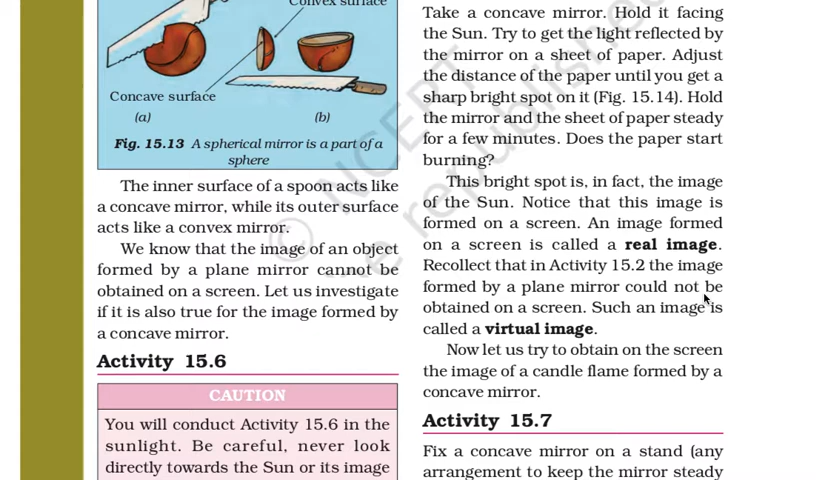 Convex surface
Concave surface
(a)
(b)
Fig. 15.13 A spherical mirror is a part of a
sphere
The inner surface of a spoon acts like
a concave mirror, while its outer surface
acts like a convex mirror.
We know that the image of an object
formed by a plane mirror cannot be
obtained on a screen. Let us investigate
if it is also true for the image formed by
a concave mirror.
Activity 15.6
CAUTION
You will conduct Activity 15.6 in the
sunlight. Be careful, never look
directly towards the Sun or its image
Take a concave mirror. Hold it facing
the Sun. Try to get the light reflected by
the mirror on a sheet of paper. Adjust
the distance of the paper until you get a
sharp bright spot on it (Fig. 15.14). Hold
the mirror and the sheet of paper steady
for a few minutes. Does the paper start
burning?
This bright spot is, in fact, the image
of the Sun. Notice that this image is
formed on a screen. An image formed
on a screen is called a real image.
Recollect that in Activity 15.2 the image
formed by a plane mirror could not be
obtained on a screen. Such an image is
called a virtual image.
Now let us try to obtain on the screen
the image of a candle flame formed by a
concave mirror.
Activity 15.7
Fix a concave mirror on a stand (any
arrangement to keep the mirror steady
© NCERT
be republished